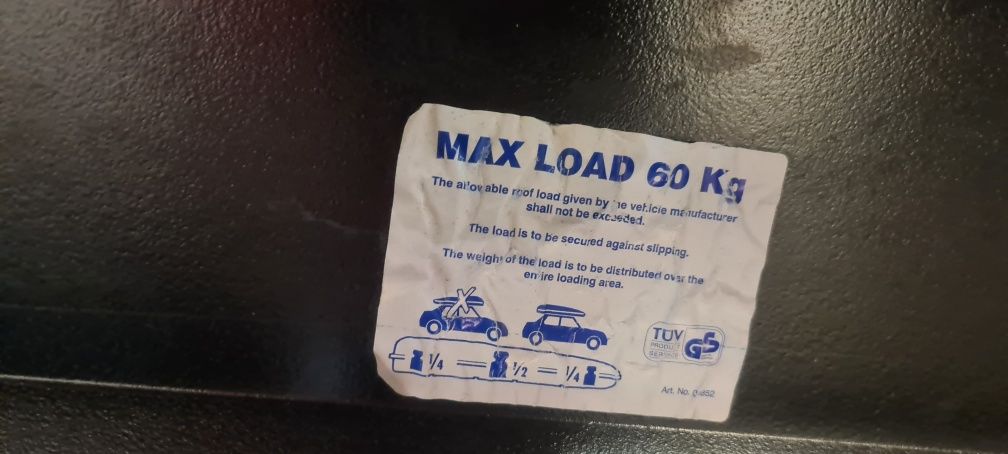 MAX LOAD 60 Kg
The allowable roof load given by the vehicle manufacturer
shall not be exceeded.
The load is to be secured against slipping.
The weight of the load is to be distributed over the
entire loading area.
1/4 1/2 1/4
TÜV
PRODUCT
SERVICE
GS
Art. No.